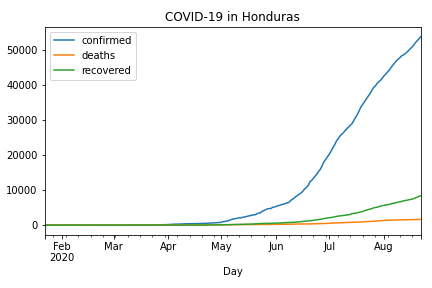 COVID-19 in Honduras
confirmed
deaths
recovered
50000
40000
30000
20000
10000
0
Feb Mar Apr May Jun Jul Aug
2020
Day